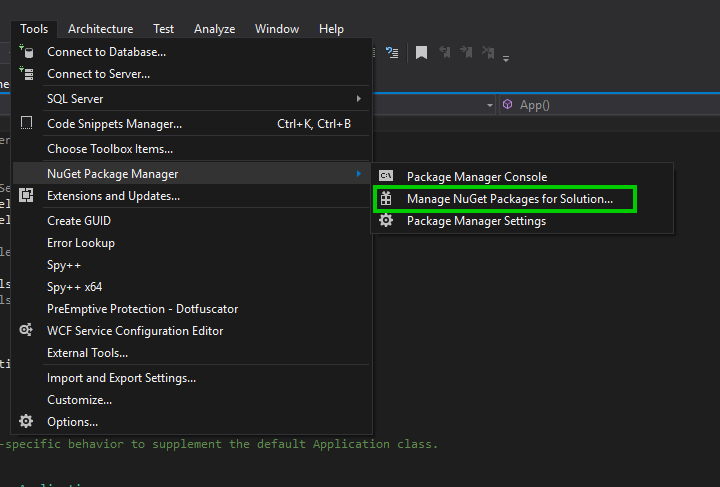 Tools Architecture Test Analyze Window Help
Connect to Database...
Connect to Server...
SQL Server
App()
Code Snippets Manager... Ctrl+K, Ctrl+B
Choose Toolbox Items...
NuGet Package Manager
Package Manager Console
Extensions and Updates...
Manage NuGet Packages for Solution...
Create GUID
Package Manager Settings
Error Lookup
Spy++
Spy++ x64
PreEmptive Protection - Dotfuscator
WCF Service Configuration Editor
External Tools...
Import and Export Settings...
Customize...
Options...
-specific behavior to supplement the default Application class.